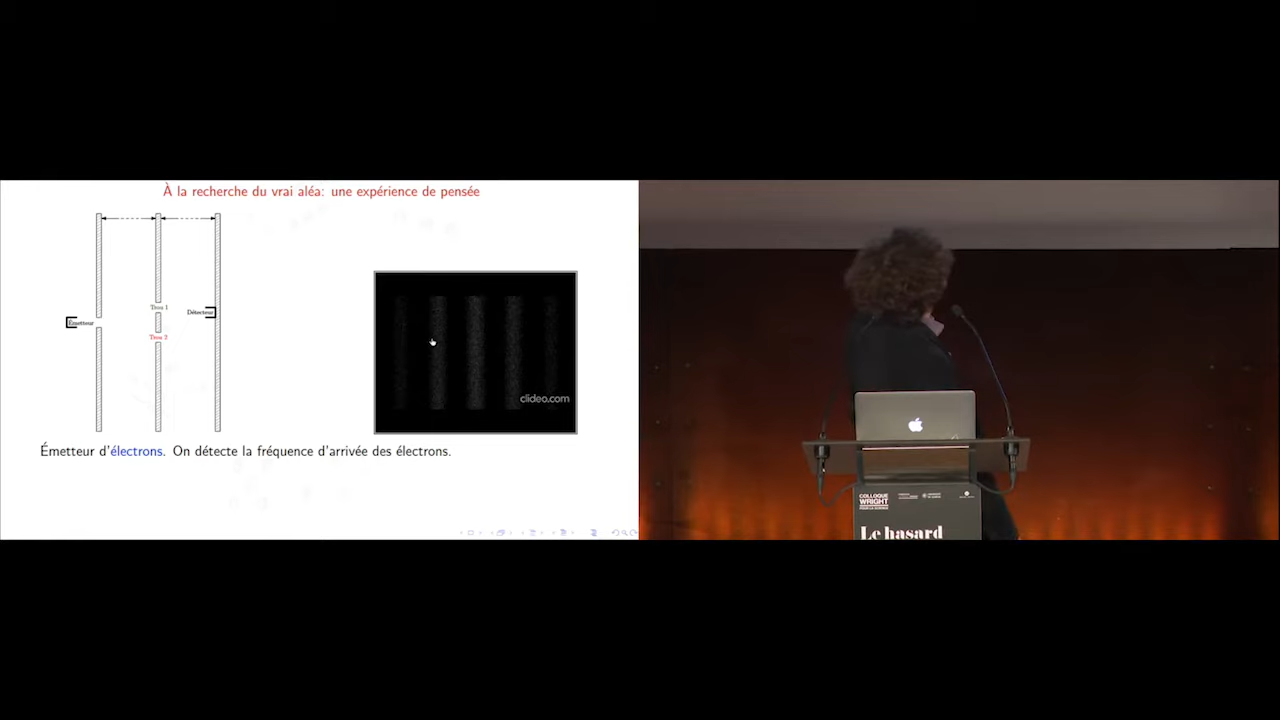 À la recherche du vrai aléa: une expérience de pensée
Trou 1
Détecteur
Émetteur
Trou 2
clideo.com
Émetteur d'électrons. On détecte la fréquence d'arrivée des électrons.
COLLOQUE
WRIGHT
Le hasard